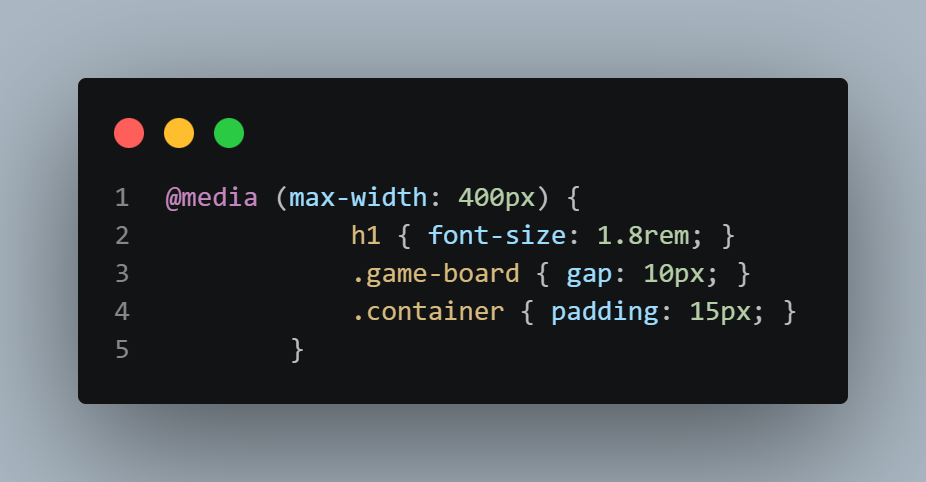 1 @media (max-width: 400px) {
2             h1 { font-size: 1.8rem; }
3             .game-board { gap: 10px; }
4             .container { padding: 15px; }
5         }